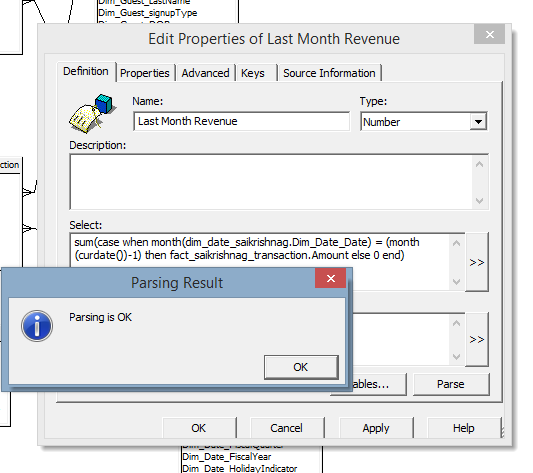 Dim_Guest_LastName
Dim_Guest_signupType
Edit Properties of Last Month Revenue
Definition
Properties
Advanced
Keys
Source Information
Name:
Type:
Last Month Revenue
Number
Description:
Select:
sum(case when month(dim_date_saikrishnag.Dim_Date_Date) = (month
(curdate())-1) then fact_saikrishnag_transaction.Amount else 0 end)
>>
Parsing Result
Parsing is OK
OK
>>
ables...
Parse
OK
Cancel
Apply
Help
Dim_Date_FiscalQuarter
Dim_Date_FiscalYear
Dim_Date_HolidayIndicator